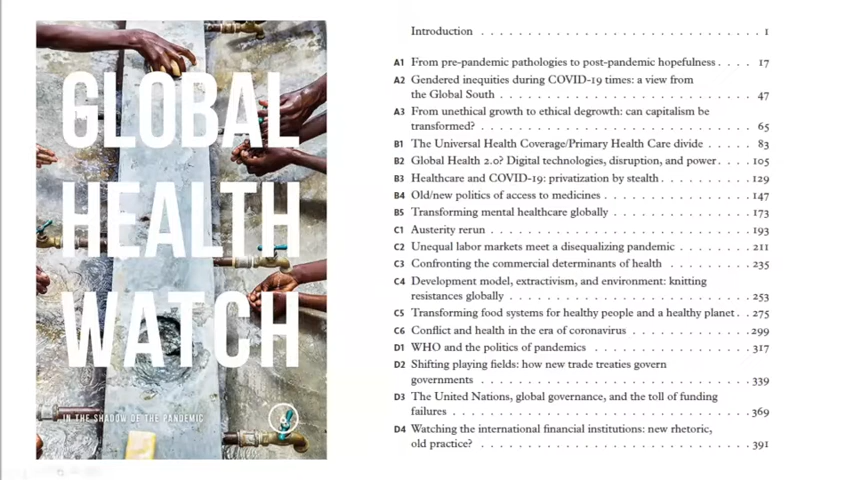 GLOBAL
HEALTH
WATCH
IN THE SHADOW OF THE PANDEMIC
6
Introduction . . . . . . . . . . . . . . . . . . . . . . . . . . . . 1
A1 From pre-pandemic pathologies to post-pandemic hopefulness . . . . 17
A2 Gendered inequities during COVID-19 times: a view from
the Global South . . . . . . . . . . . . . . . . . . . . . . . . . 47
A3 From unethical growth to ethical degrowth: can capitalism be
transformed? . . . . . . . . . . . . . . . . . . . . . . . . . . . 65
B1 The Universal Health Coverage/Primary Health Care divide . . . . . 83
B2 Global Health 2.0? Digital technologies, disruption, and power . . . . 105
B3 Healthcare and COVID-19: privatization by stealth . . . . . . . . . 129
B4 Old/new politics of access to medicines . . . . . . . . . . . . . . 147
B5 Transforming mental healthcare globally . . . . . . . . . . . . . . 173
C1 Austerity rerun . . . . . . . . . . . . . . . . . . . . . . . . . . 193
C2 Unequal labor markets meet a disequalizing pandemic . . . . . . . 211
C3 Confronting the commercial determinants of health . . . . . . . . 235
C4 Development model, extractivism, and environment: knitting
resistances globally . . . . . . . . . . . . . . . . . . . . . . . . 253
C5 Transforming food systems for healthy people and a healthy planet . . 275
C6 Conflict and health in the era of coronavirus . . . . . . . . . . . . 299
D1 WHO and the politics of pandemics . . . . . . . . . . . . . . . . 317
D2 Shifting playing fields: how new trade treaties govern
governments . . . . . . . . . . . . . . . . . . . . . . . . . . . 339
D3 The United Nations, global governance, and the toll of funding
failures . . . . . . . . . . . . . . . . . . . . . . . . . . . . . . 369
D4 Watching the international financial institutions: new rhetoric,
old practice? . . . . . . . . . . . . . . . . . . . . . . . . . . . 391